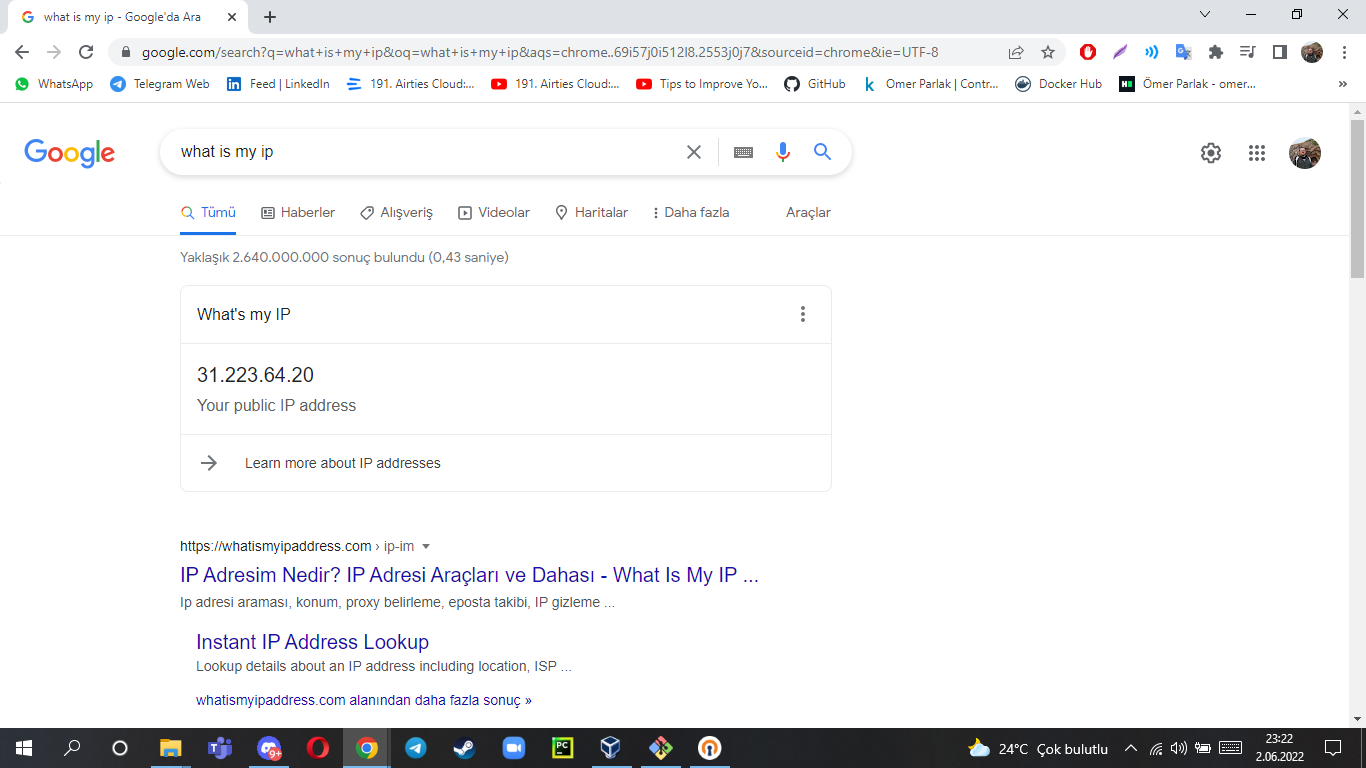 what is my ip - Google'da Ara
google.com/search?q=what+is+my+ip&oq=what+is+my+ip&aqs=chrome..69i57j0i512l8.2553j0j7&sourceid=chrome&ie=UTF-8
WhatsApp Telegram Web Feed | LinkedIn 191. Airties Cloud:... 191. Airties Cloud:... Tips to Improve Yo... GitHub Omer Parlak | Contr... Docker Hub Ömer Parlak - omer... »
Google what is my ip
Tümü Haberler Alışveriş Videolar Haritalar Daha fazla Araçlar
Yaklaşık 2.640.000.000 sonuç bulundu (0,43 saniye)
What's my IP
31.223.64.20
Your public IP address
Learn more about IP addresses
https://whatismyipaddress.com › ip-im
IP Adresim Nedir? IP Adresi Araçları ve Dahası - What Is My IP ...
Ip adresi araması, konum, proxy belirleme, eposta takibi, IP gizleme ...
Instant IP Address Lookup
Lookup details about an IP address including location, ISP ...
whatismyipaddress.com alanından daha fazla sonuç »
9+ PC 24°C Çok bulutlu 23:22
2.06.2022